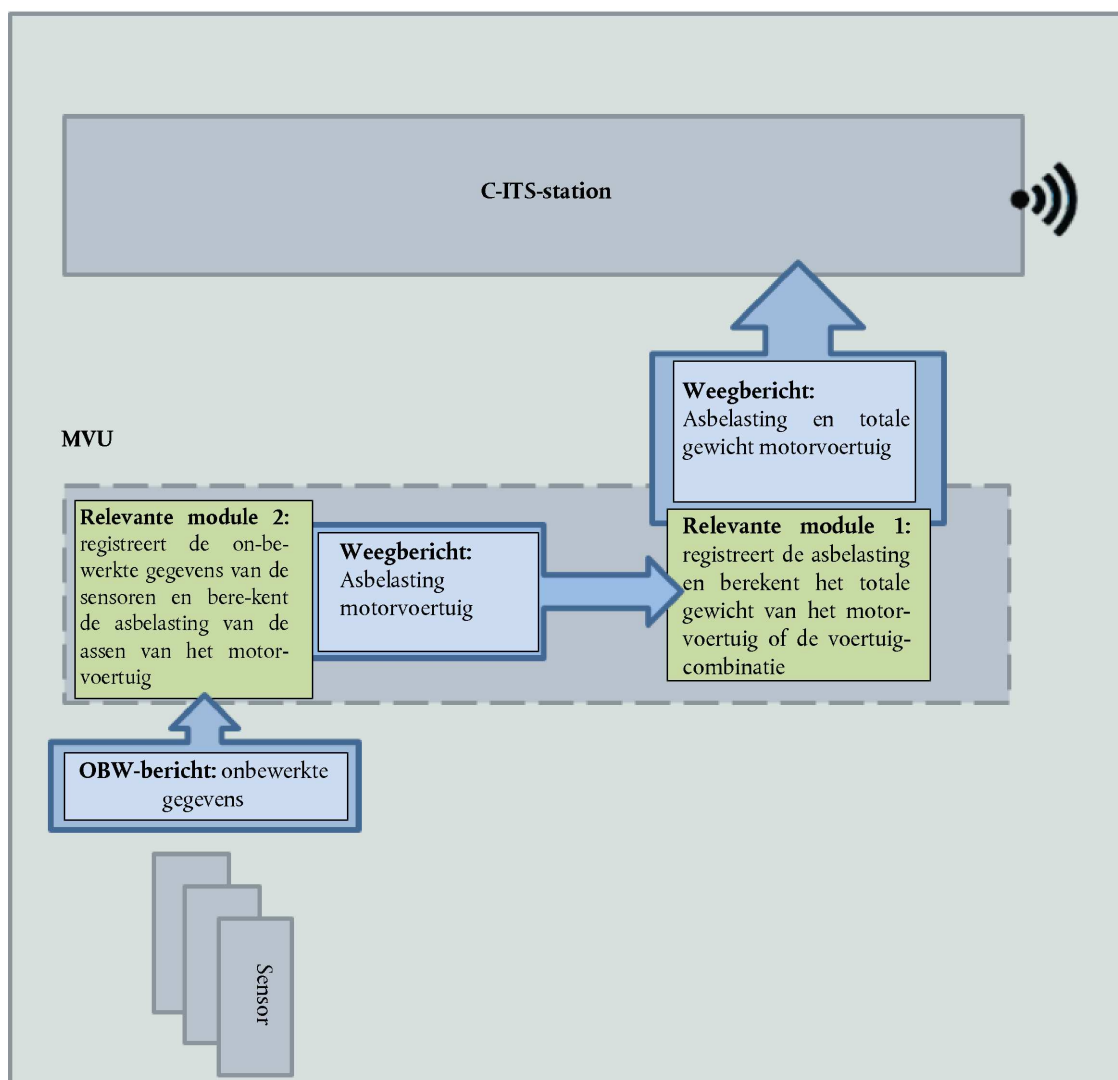 C-ITS-station
Weegbericht:
Asbelasting en totale
gewicht motorvoertuig
MVU
Relevante module 2:
registreert de on-be-
werkte gegevens van de
sensoren en bere-kent
de asbelasting van de
assen van het motor-
voertuig
Weegbericht:
Asbelasting
motorvoertuig
Relevante module 1:
registreert de asbelasting
en berekent het totale
gewicht van het motor-
voertuig of de voertuig-
combinatie
OBW-bericht: onbewerkte
gegevens
Sensor